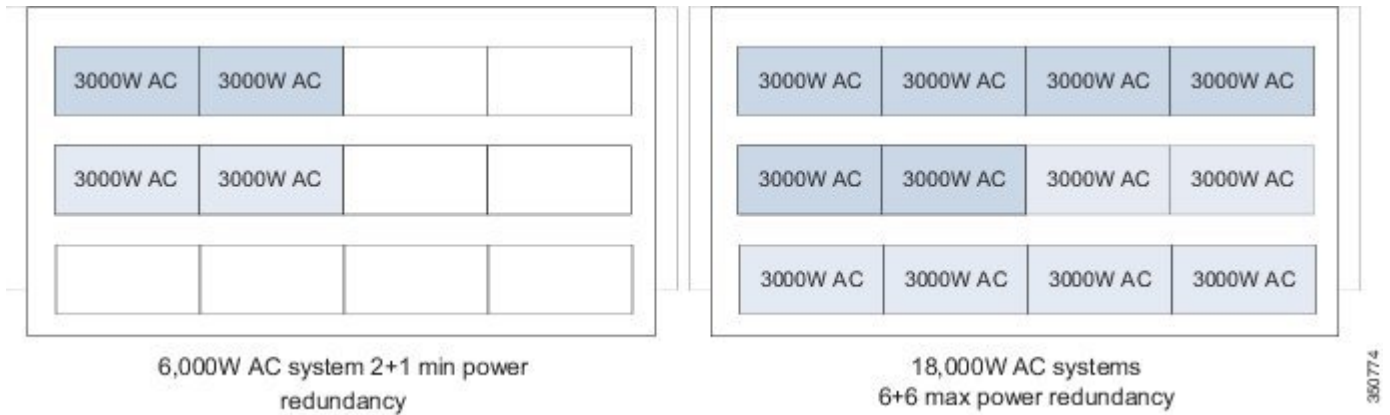 3000W AC 3000W AC
3000W AC 3000W AC
6,000W AC system 2+1 min power
redundancy
3000W AC 3000W AC 3000W AC 3000W AC
3000W AC 3000W AC 3000W AC 3000W AC
3000W AC 3000W AC 3000W AC 3000W AC
18,000W AC systems
6+6 max power redundancy
360774